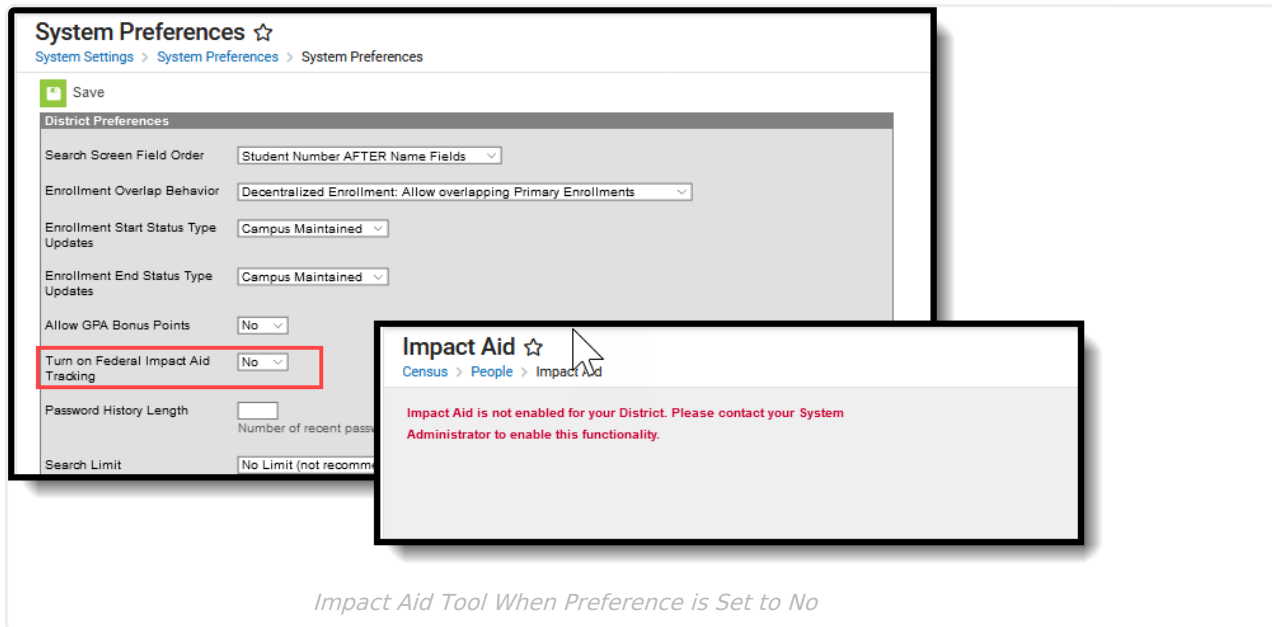 System Preferences
System Settings > System Preferences > System Preferences
Save
District Preferences
Search Screen Field Order
Student Number AFTER Name Fields
Enrollment Overlap Behavior
Decentralized Enrollment: Allow overlapping Primary Enrollments
Enrollment Start Status Type
Updates
Campus Maintained
Enrollment End Status Type
Updates
Campus Maintained
Allow GPA Bonus Points
No
Turn on Federal Impact Aid
Tracking
No
Password History Length
Number of recent passw
Search Limit
No Limit (not recomme
Impact Aid
Census > People > Impact Aid
Impact Aid is not enabled for your District. Please contact your System
Administrator to enable this functionality.
Impact Aid Tool When Preference is Set to No